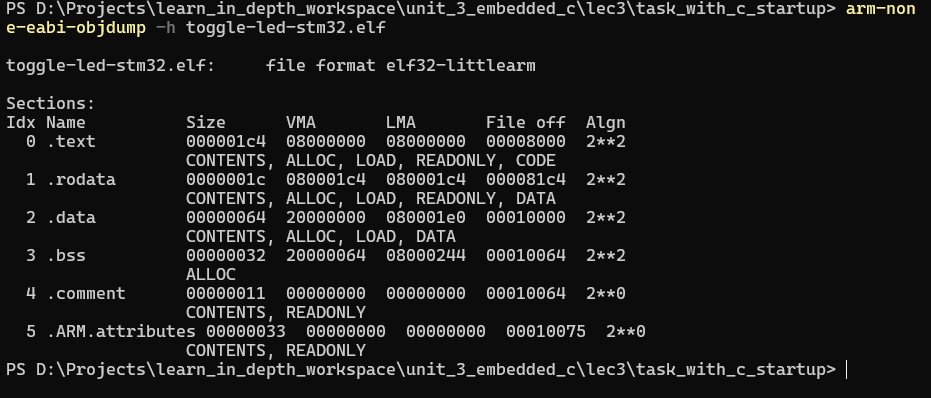 PS D:\Projects\learn_in_depth_workspace\unit_3_embedded_c\lec3\task_with_c_startup> arm-non
e-eabi-objdump -h toggle-led-stm32.elf
toggle-led-stm32.elf:     file format elf32-littlearm
Sections:
Idx Name          Size      VMA       LMA       File off  Algn
  0 .text         000001c4  08000000  08000000  00008000  2**2
                  CONTENTS, ALLOC, LOAD, READONLY, CODE
  1 .rodata       0000001c  080001c4  080001c4  000081c4  2**2
                  CONTENTS, ALLOC, LOAD, READONLY, DATA
  2 .data         00000064  20000000  080001e0  00010000  2**2
                  CONTENTS, ALLOC, LOAD, DATA
  3 .bss          00000032  20000064  08000244  00010064  2**2
                  ALLOC
  4 .comment      00000011  00000000  00000000  00010064  2**0
                  CONTENTS, READONLY
  5 .ARM.attributes 00000033  00000000  00000000  00010075  2**0
                  CONTENTS, READONLY
PS D:\Projects\learn_in_depth_workspace\unit_3_embedded_c\lec3\task_with_c_startup>